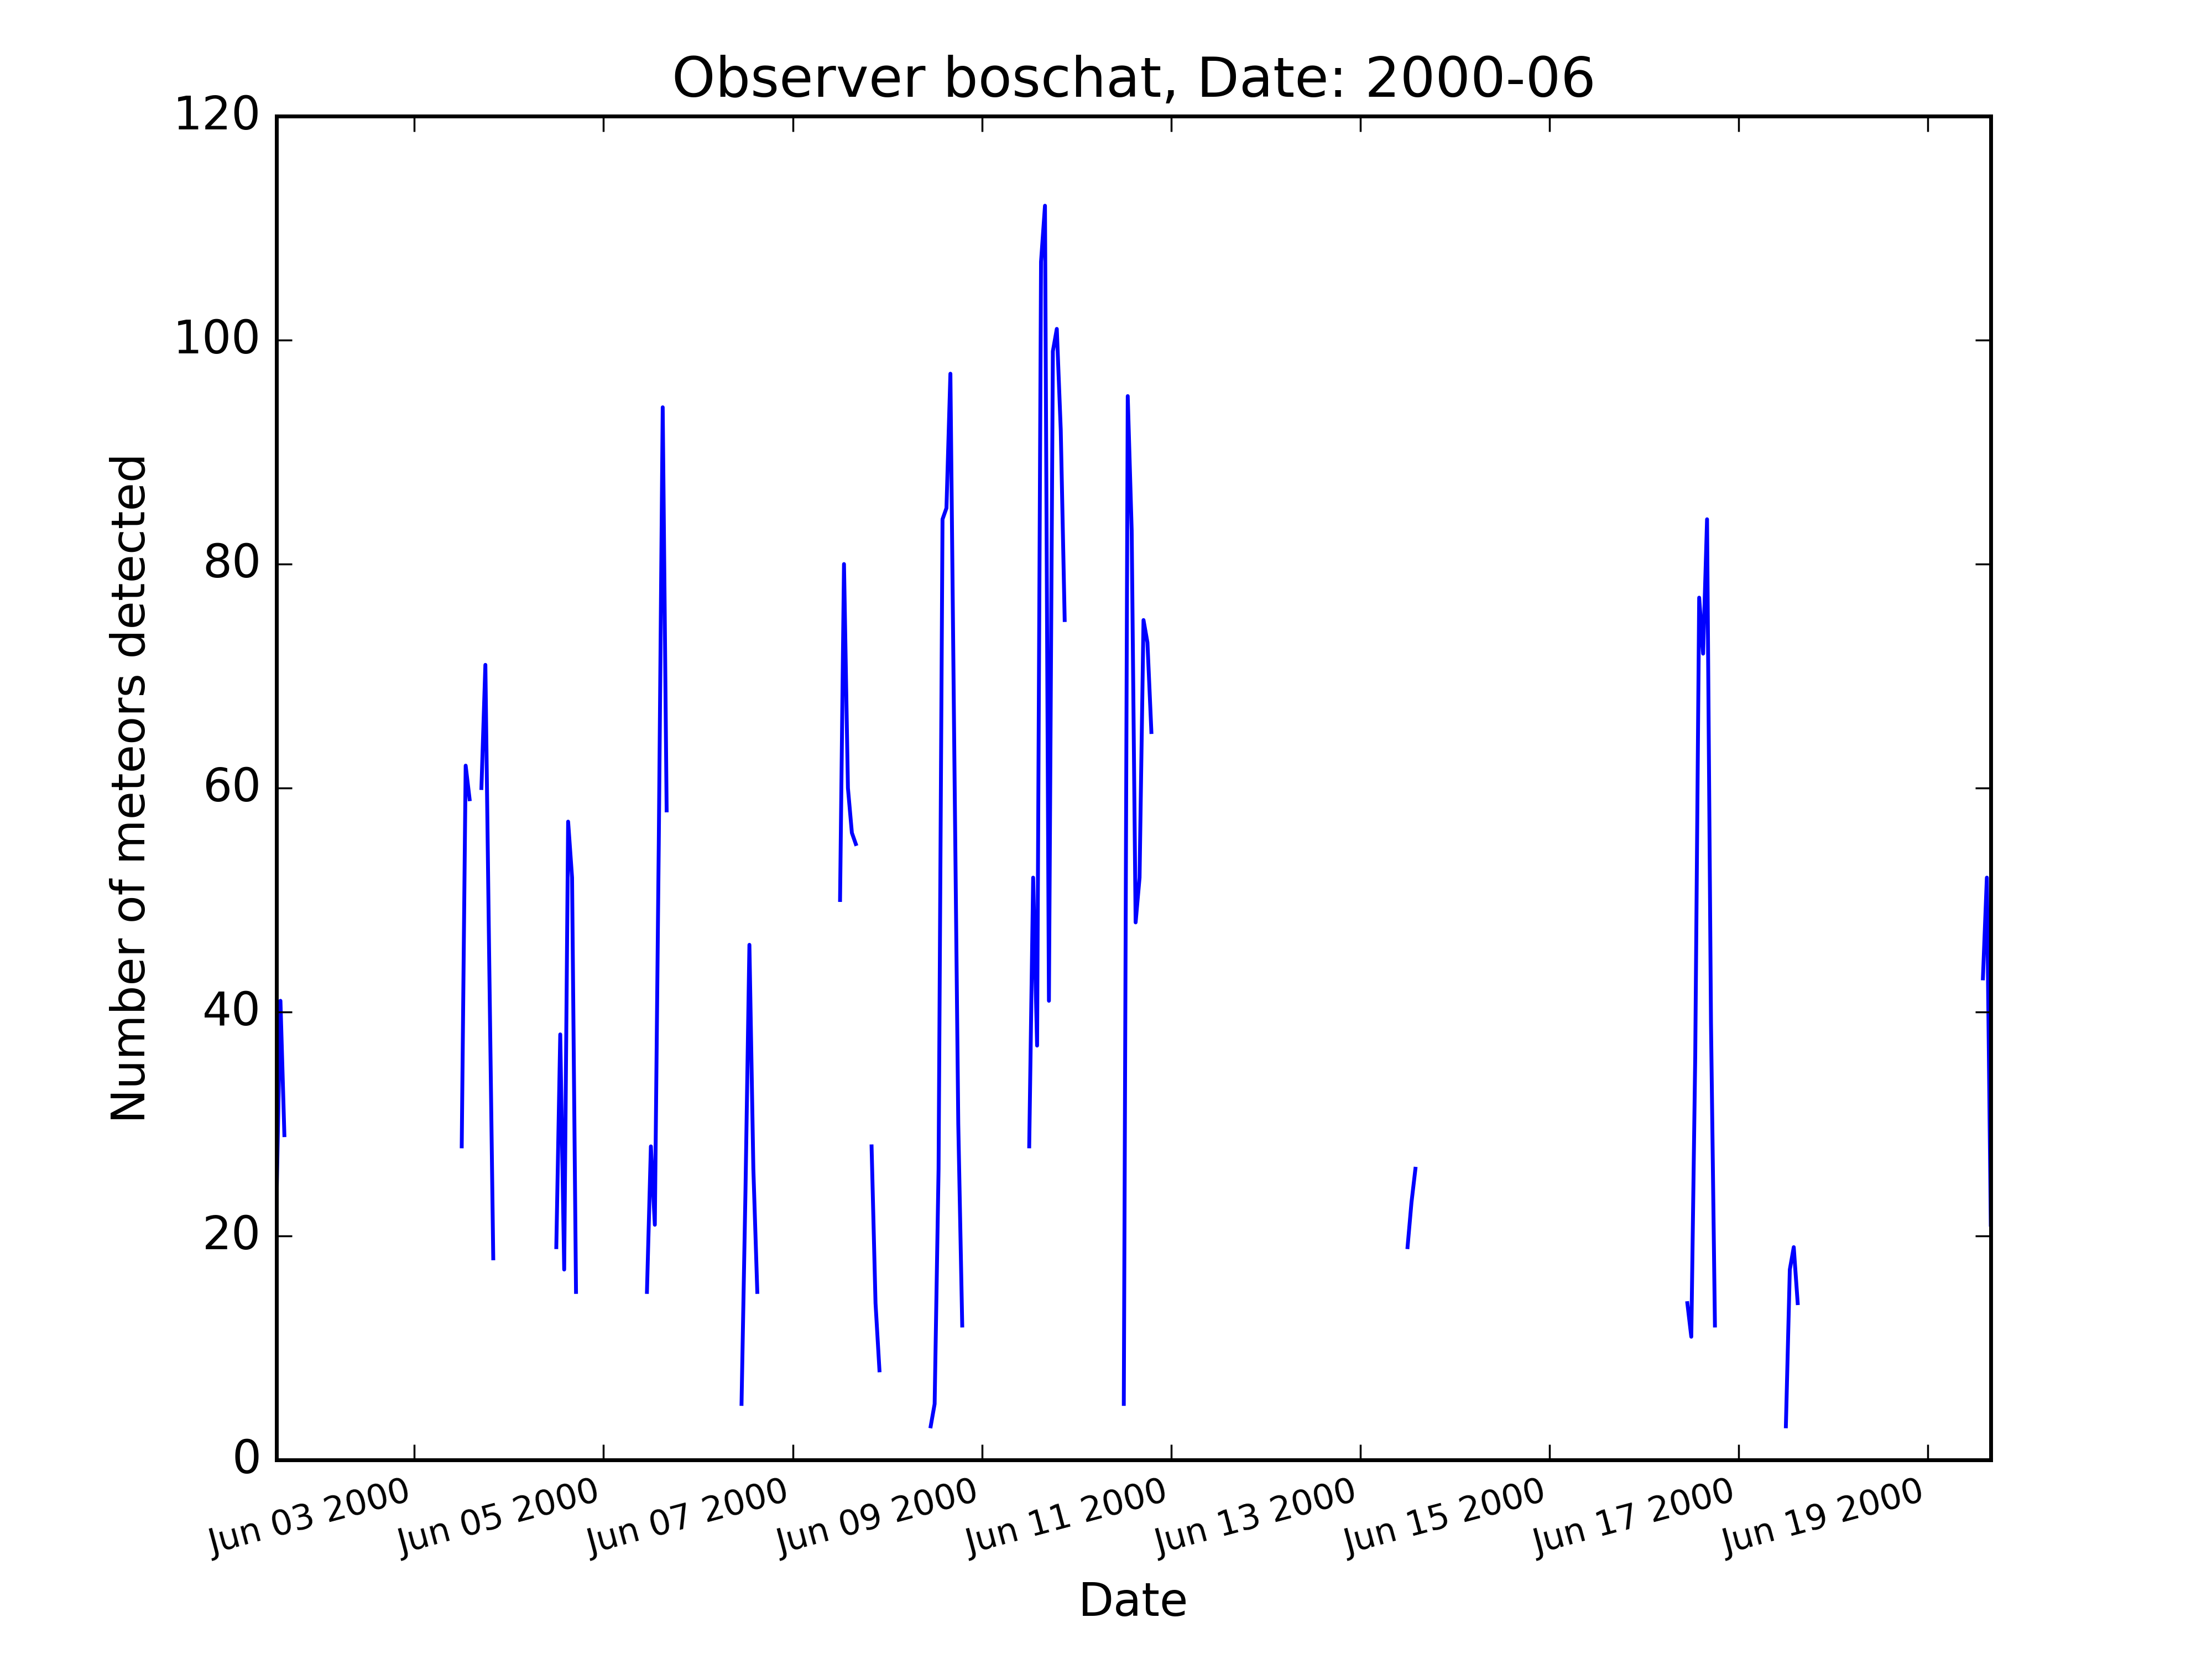 Observer boschat, Date: 2000-06
120
100
80
60
40
20
0
Number of meteors detected
Jun 03 2000
Jun 05 2000
Jun 07 2000
Jun 09 2000
Jun 11 2000
Jun 13 2000
Jun 15 2000
Jun 17 2000
Jun 19 2000
Date